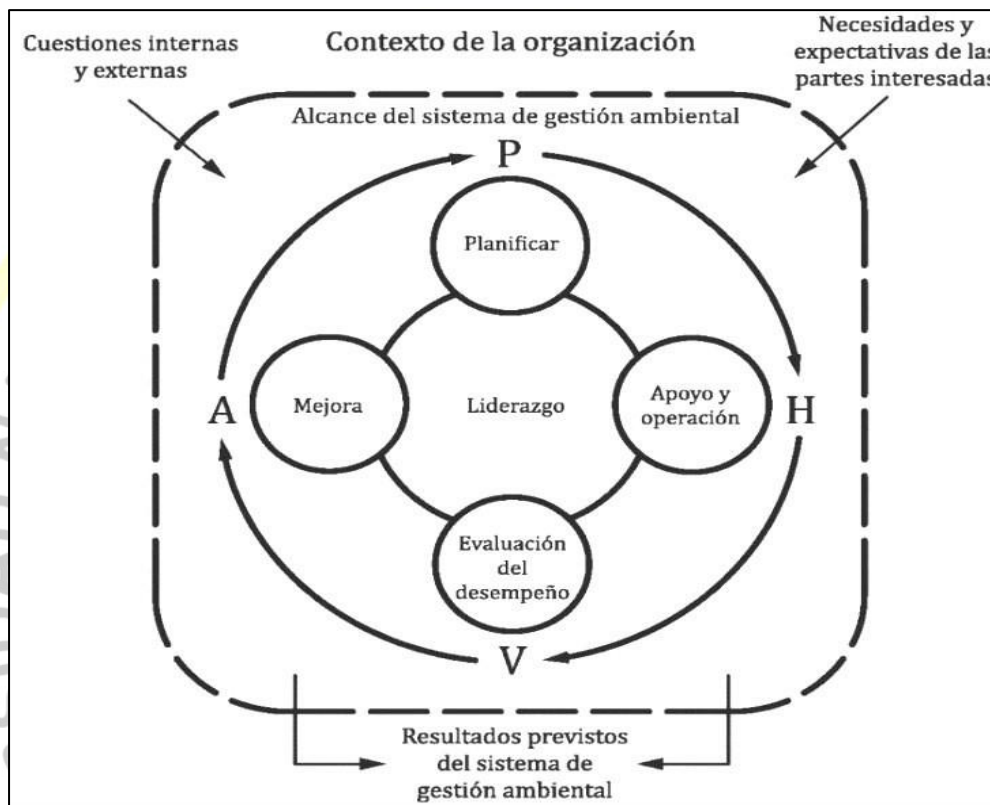 Cuestiones internas
y externas
Contexto de la organización
Necesidades y
expectativas de las
partes interesadas
Alcance del sistema de gestión ambiental
P
Planificar
A
Mejora
Liderazgo
Apoyo y
operación
H
Evaluación
del
desempeño
V
Resultados previstos
del sistema de
gestión ambiental